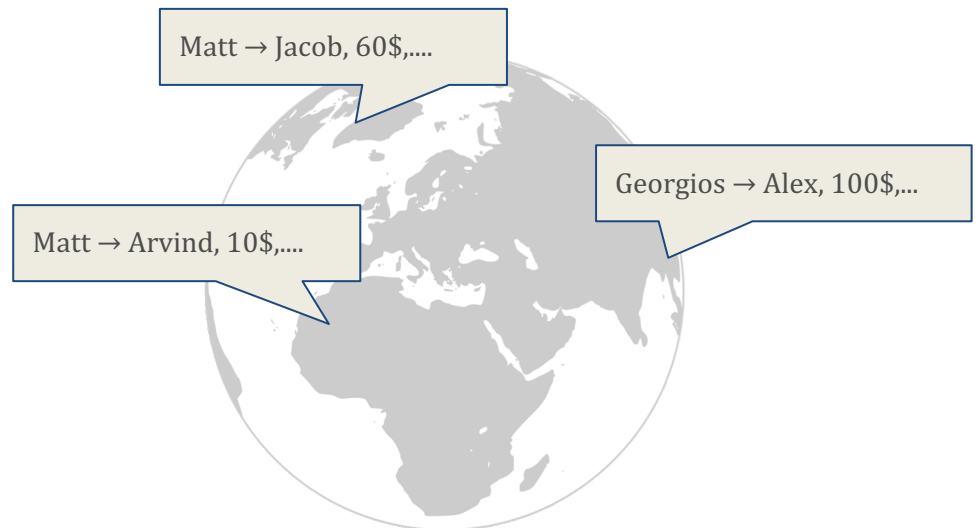 Matt → Jacob, 60$,....
Georgios → Alex, 100$,...
Matt → Arvind, 10$,....